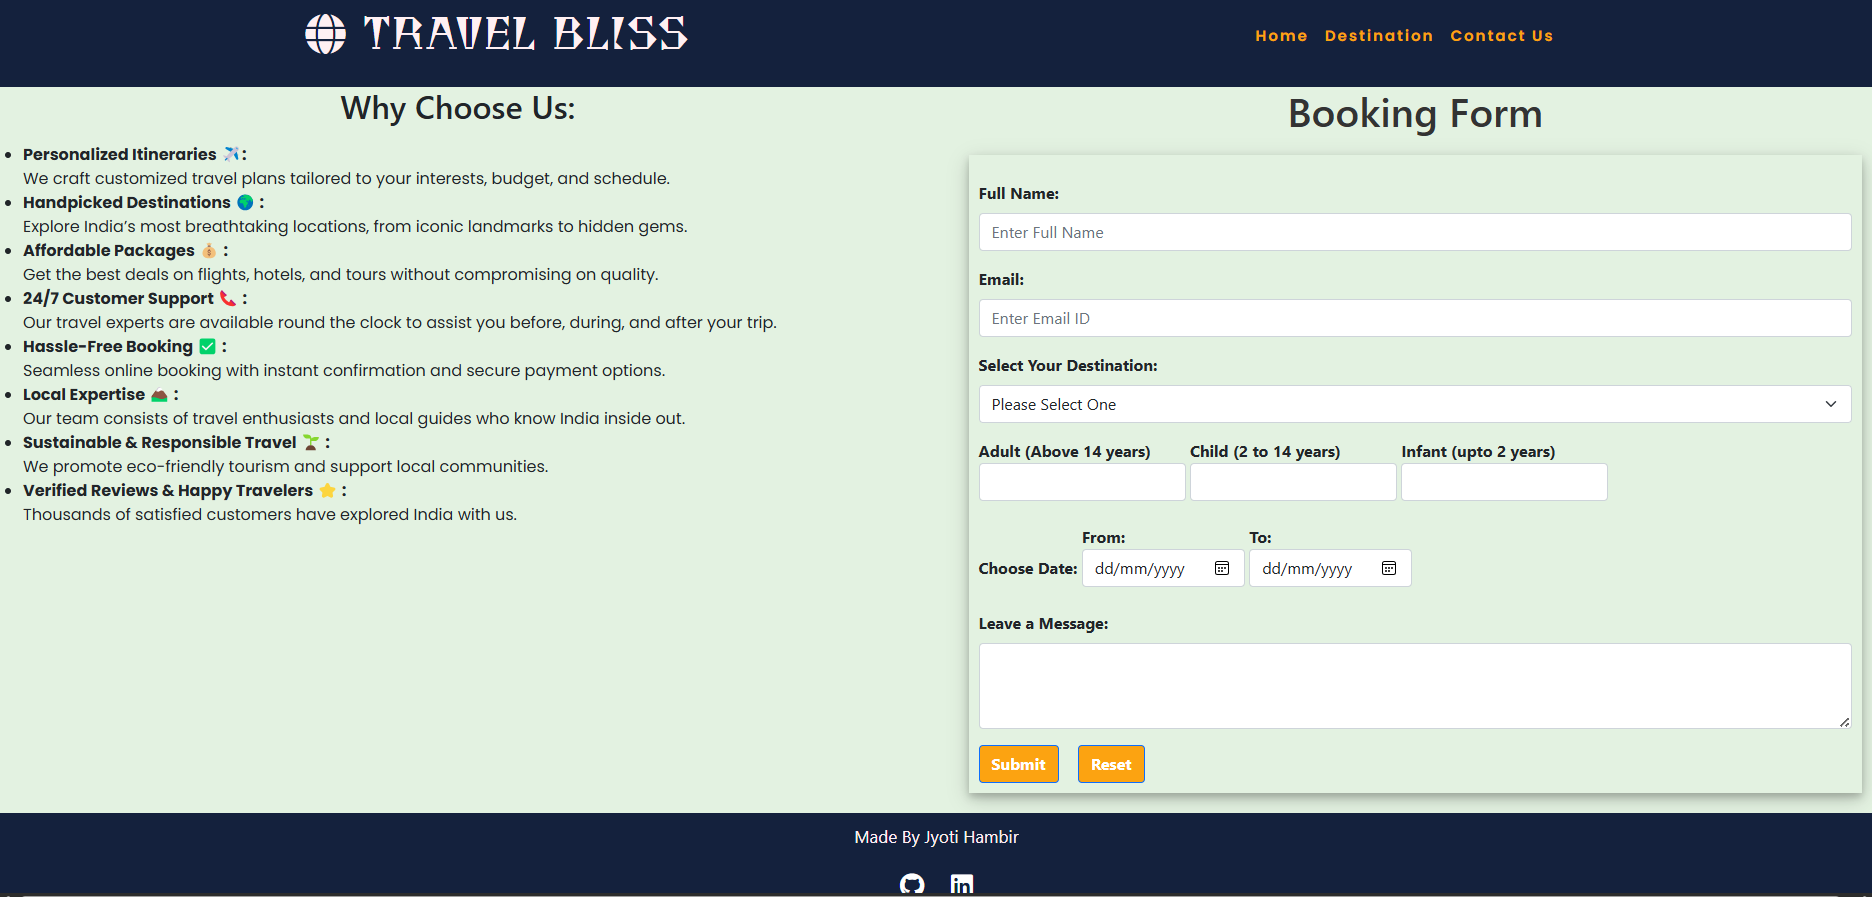 TRAVEL BLISS
Home Destination Contact Us
Why Choose Us:
Personalized Itineraries ✈️:
We craft customized travel plans tailored to your interests, budget, and schedule.
Handpicked Destinations 🌍 :
Explore India’s most breathtaking locations, from iconic landmarks to hidden gems.
Affordable Packages 💰 :
Get the best deals on flights, hotels, and tours without compromising on quality.
24/7 Customer Support 📞 :
Our travel experts are available round the clock to assist you before, during, and after your trip.
Hassle-Free Booking ✅ :
Seamless online booking with instant confirmation and secure payment options.
Local Expertise ⛰️ :
Our team consists of travel enthusiasts and local guides who know India inside out.
Sustainable & Responsible Travel 🌱 :
We promote eco-friendly tourism and support local communities.
Verified Reviews & Happy Travelers ⭐ :
Thousands of satisfied customers have explored India with us.
Booking Form
Full Name:
Enter Full Name
Email:
Enter Email ID
Select Your Destination:
Please Select One
Adult (Above 14 years) Child (2 to 14 years) Infant (upto 2 years)
From: To:
Choose Date: dd/mm/yyyy dd/mm/yyyy
Leave a Message:
Submit Reset
Made By Jyoti Hambir
in